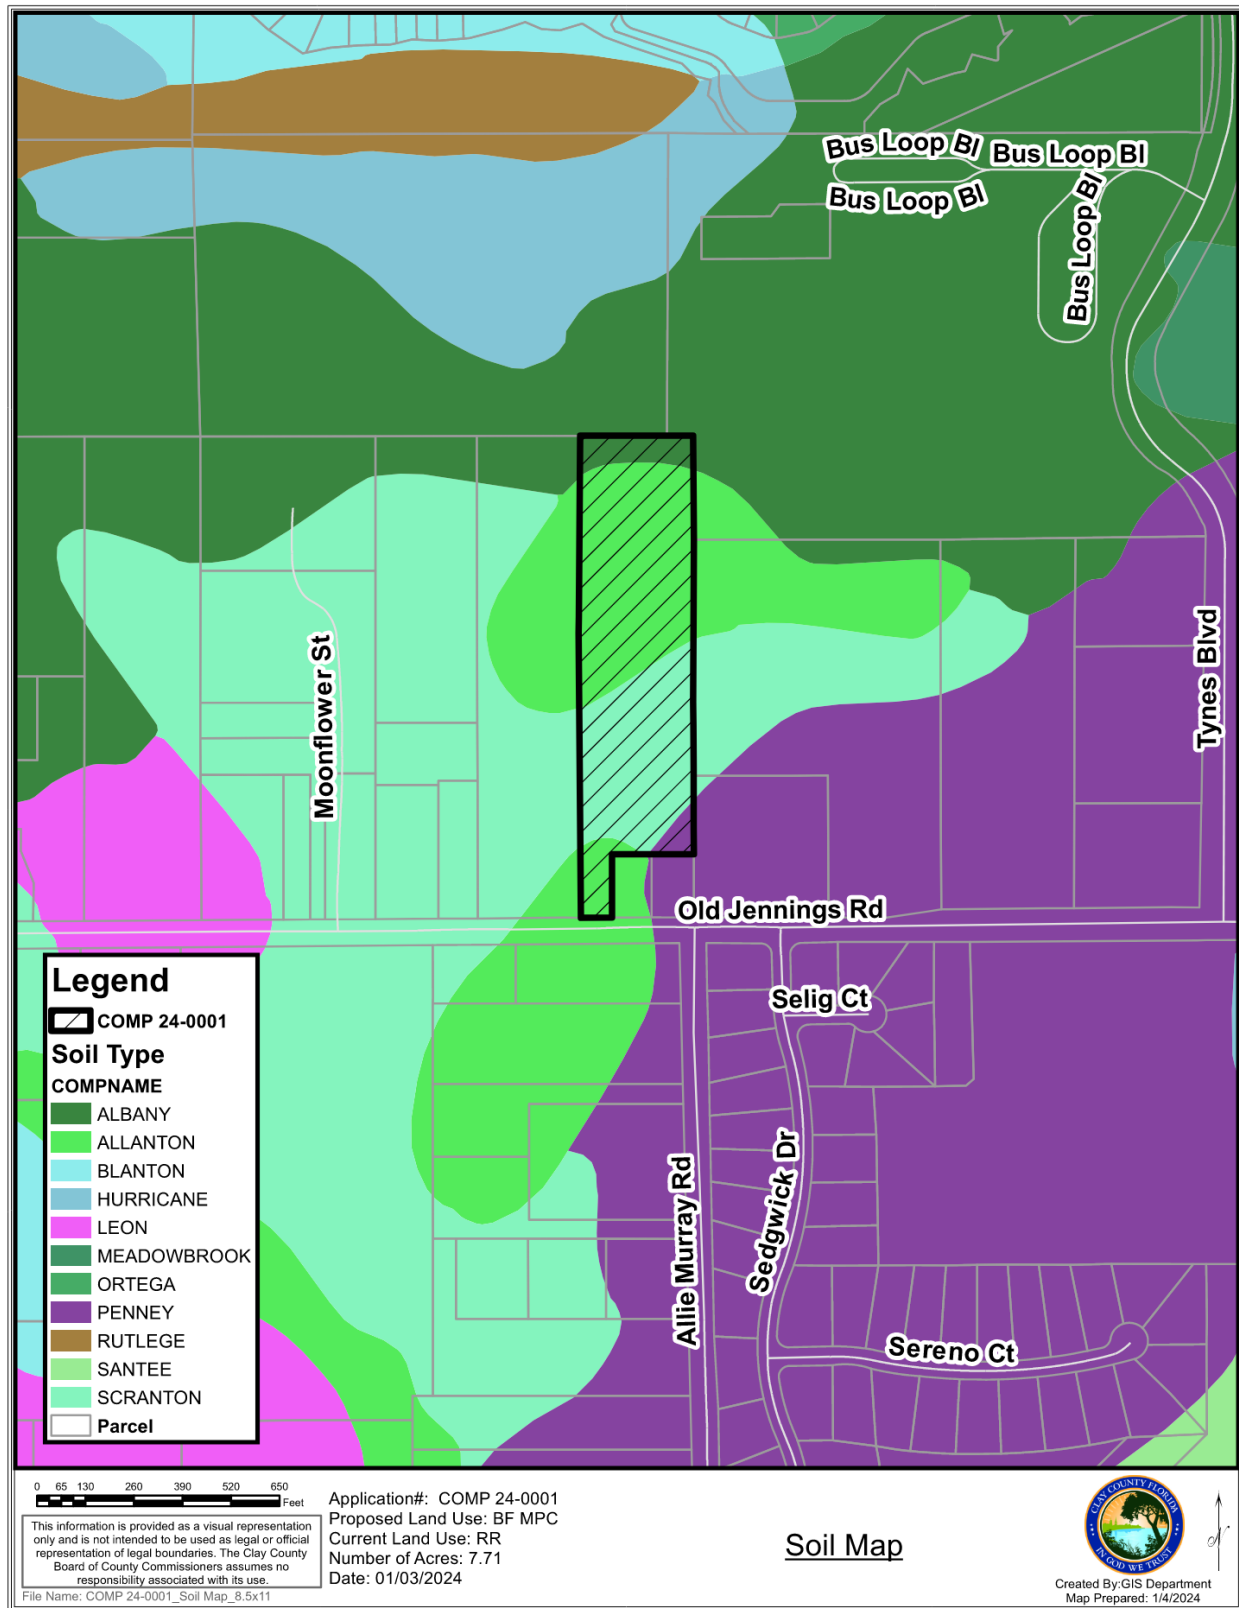 Bus Loop Bl
Bus Loop Bl
Bus Loop Bl
Bus Loop Bl
Moonflower St
Tynes Blvd
Old Jennings Rd
Selig Ct
Sedgwick Dr
Allie Murray Rd
Sereno Ct
Legend
COMP 24-0001
Soil Type
COMPNAME
ALBANY
ALLANTON
BLANTON
HURRICANE
LEON
MEADOWBROOK
ORTEGA
PENNEY
RUTLEGE
SANTEE
SCRANTON
Parcel
0 65 130 260 390 520 650
Feet
This information is provided as a visual representation
only and is not intended to be used as legal or official
representation of legal boundaries. The Clay County
Board of County Commissioners assumes no
responsibility associated with its use.
File Name: COMP 24-0001_Soil Map_8.5x11
Application#: COMP 24-0001
Proposed Land Use: BF MPC
Current Land Use: RR
Number of Acres: 7.71
Date: 01/03/2024
Soil Map
CLAY COUNTY FLORIDA
IN GOD WE TRUST
N
Created By:GIS Department
Map Prepared: 1/4/2024